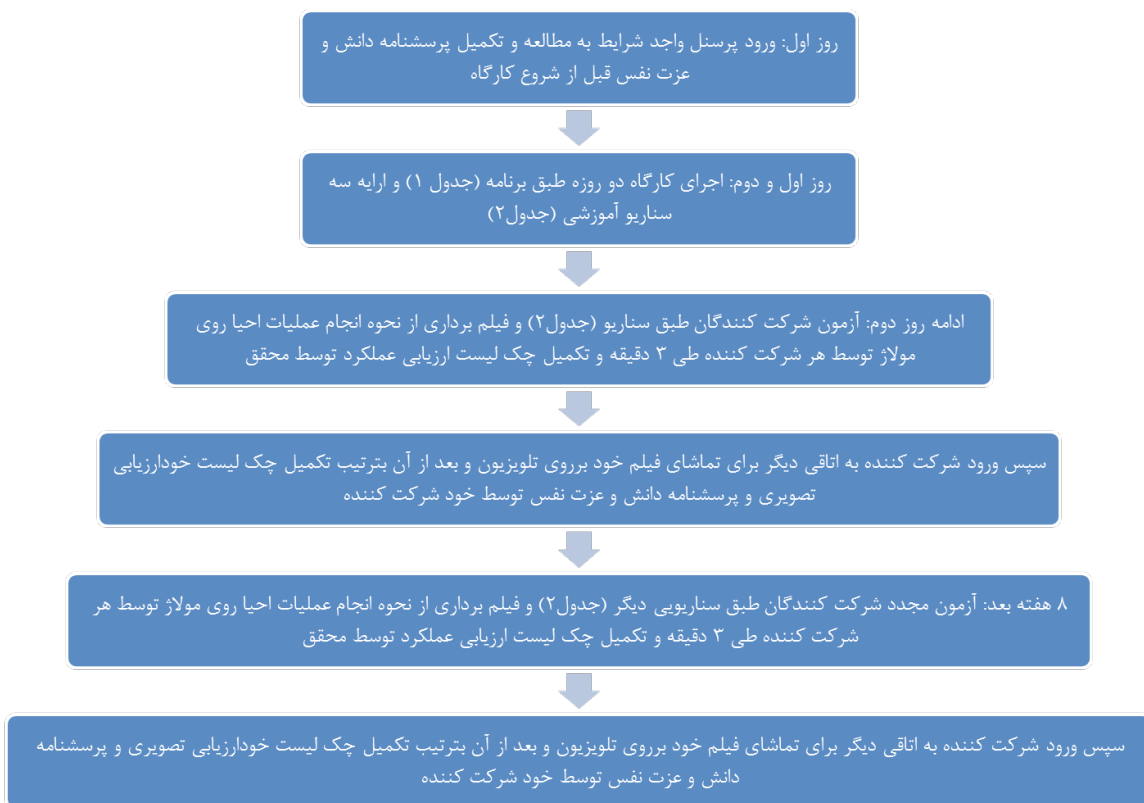 روز اول: ورود پرسنل واجد شرایط به مطالعه و تکمیل پرسشنامه دانش و
عزت نفس قبل از شروع کارگاه
روز اول و دوم: اجرای کارگاه دو روزه طبق برنامه (جدول ۱) و ارایه سه
سناریو آموزشی (جدول۲)
ادامه روز دوم: آزمون شرکت کنندگان طبق سناریو (جدول۲) و فیلم برداری از نحوه انجام عملیات احیا روی
مولاژ توسط هر شرکت کننده طی ۳ دقیقه و تکمیل چک لیست ارزیابی عملکرد توسط محقق
سپس ورود شرکت کننده به اتاقی دیگر برای تماشای فیلم خود برروی تلویزیون و بعد از آن بترتیب تکمیل چک لیست خودارزیابی
تصویری و پرسشنامه دانش و عزت نفس توسط خود شرکت کننده
۸ هفته بعد: آزمون مجدد شرکت کنندگان طبق سناریویی دیگر (جدول۲) و فیلم برداری از نحوه انجام عملیات احیا روی مولاژ توسط هر
شرکت کننده طی ۳ دقیقه و تکمیل چک لیست ارزیابی عملکرد توسط محقق
سپس ورود شرکت کننده به اتاقی دیگر برای تماشای فیلم خود برروی تلویزیون و بعد از آن بترتیب تکمیل چک لیست خودارزیابی تصویری و پرسشنامه
دانش و عزت نفس توسط خود شرکت کننده